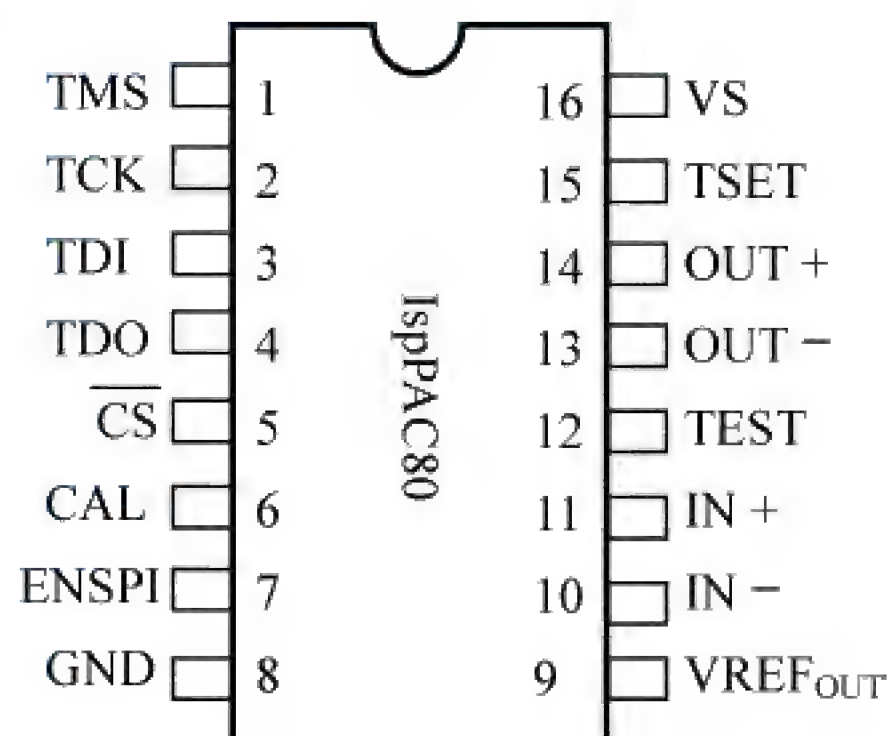 TMS 1 16 VS
TCK 2 15 TSET
TDI 3 14 OUT +
TDO 4 13 OUT −
C̅S̅ 5 12 TEST
CAL 6 11 IN +
ENSPI 7 10 IN −
GND 8 9 VREFOUT
IspPAC80